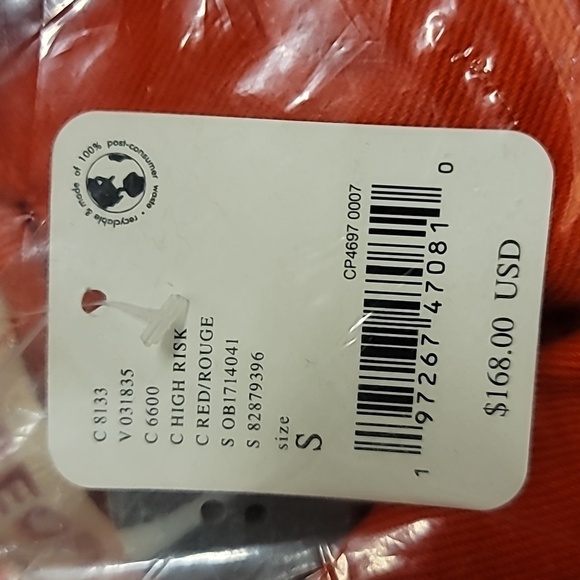 recyclable & made of 100% post-consumer waste •
C 8133
V 031835
C 6600
C HIGH RISK
C RED/ROUGE
S OB1714041
S 82879396
size
S
CP4697 0007
1 97267 47081 0
$168.00 USD